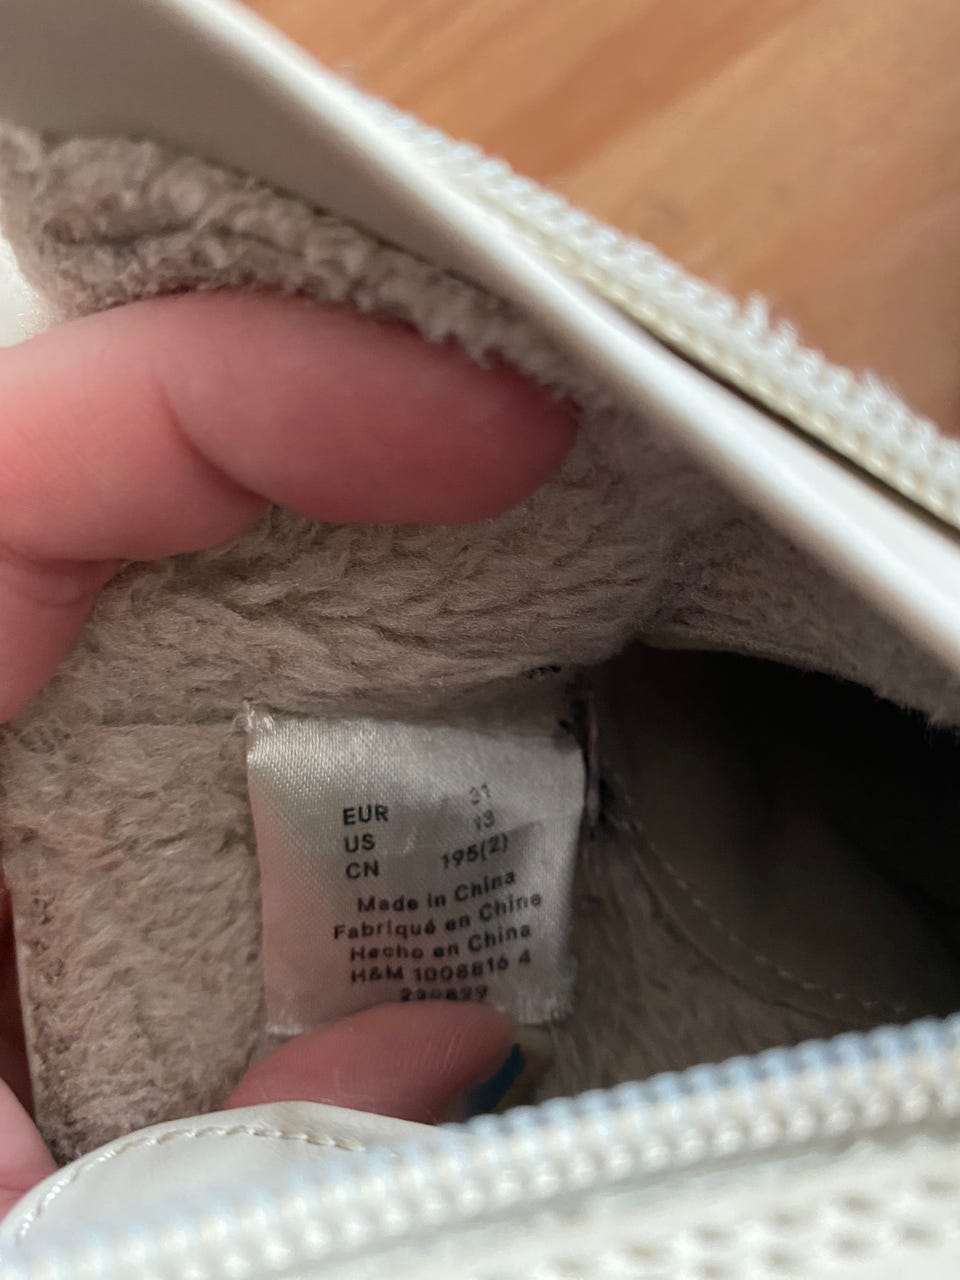 EUR 31
US 13
CN 195(2)
Made in China
Fabriqué en Chine
Hecho en China
H&M 1008816 4